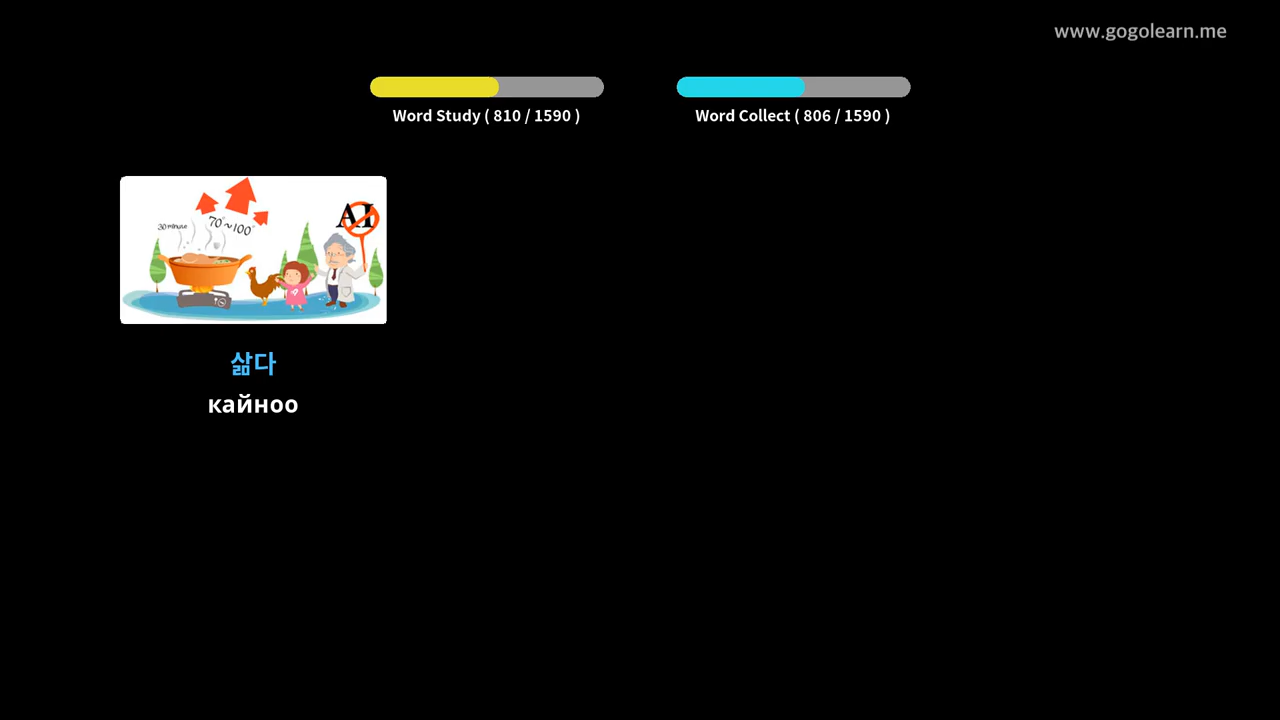 www.gogolearn.me
Word Study ( 810 / 1590 )
Word Collect ( 806 / 1590 )
30 minute
70°~100°
AI
삶다
кайноо